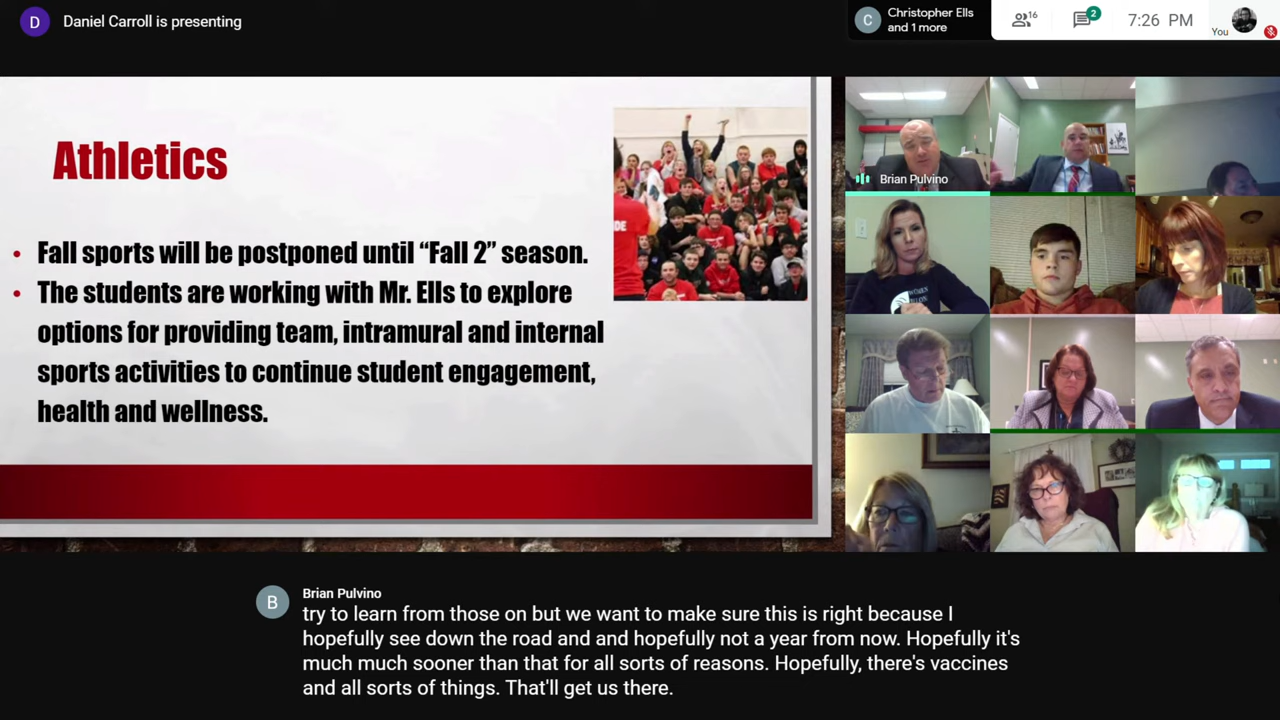 D
Daniel Carroll is presenting
C
Christopher Ells
and 1 more
16
2
7:26 PM
You
Athletics
• Fall sports will be postponed until “Fall 2” season.
• The students are working with Mr. Ells to explore
options for providing team, intramural and internal
sports activities to continue student engagement,
health and wellness.
Brian Pulvino
B
Brian Pulvino
try to learn from those on but we want to make sure this is right because I
hopefully see down the road and and hopefully not a year from now. Hopefully it's
much much sooner than that for all sorts of reasons. Hopefully, there's vaccines
and all sorts of things. That'll get us there.